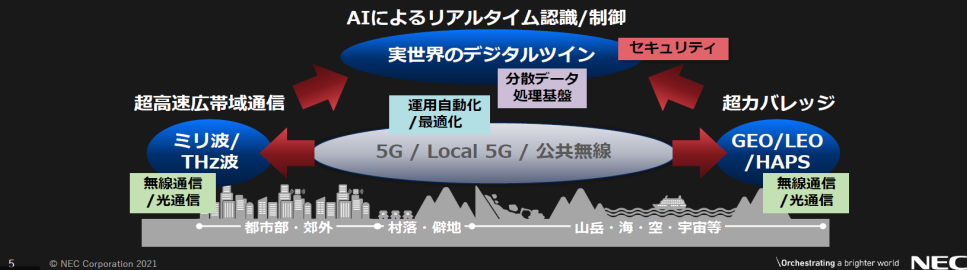 AIによるリアルタイム認識/制御
実世界のデジタルツイン
セキュリティ
分散データ
処理基盤
超高速広帯域通信
運用自動化
/最適化
超カバレッジ
ミリ波/
THz波
5G / Local 5G / 公共無線
GEO/LEO
/HAPS
無線通信
/光通信
無線通信
/光通信
都市部・郊外
村落・僻地
山岳・海・空・宇宙等
5
© NEC Corporation 2021
\Orchestrating a brighter world
NEC